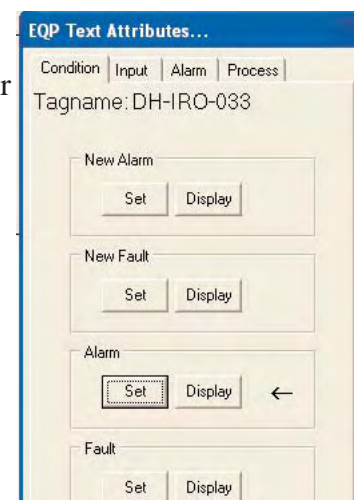 EQP Text Attributes...
r
Condition Input Alarm Process
Tagname: DH-IRO-033
New Alarm
Set Display
New Fault
Set Display
Alarm
Set Display ←
Fault
Set Display